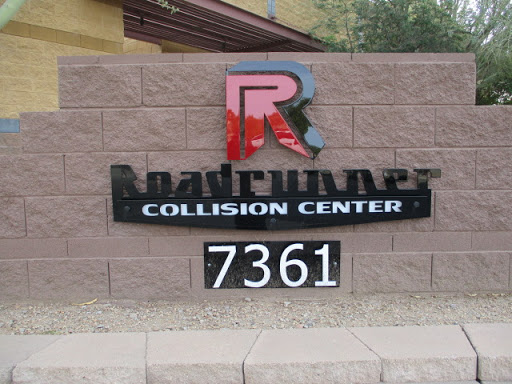 R
Roadrunner
COLLISION CENTER
7361